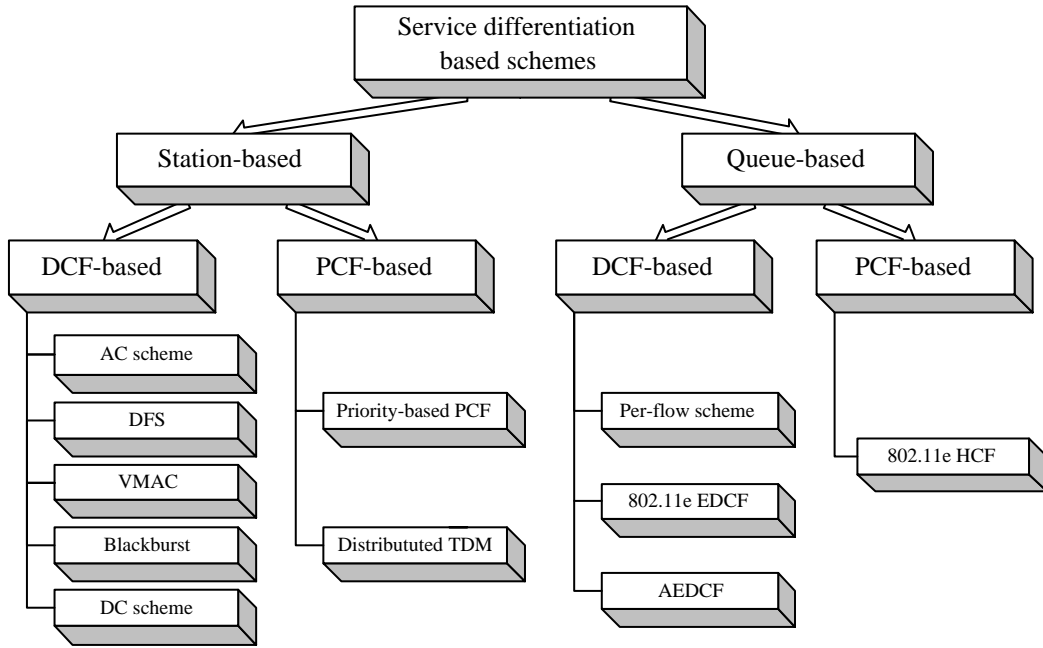 Service differentiation
based schemes
Station-based
Queue-based
DCF-based
PCF-based
DCF-based
PCF-based
AC scheme
DFS
VMAC
Blackburst
DC scheme
Priority-based PCF
Distribututed TDM
Per-flow scheme
802.11e EDCF
AEDCF
802.11e HCF